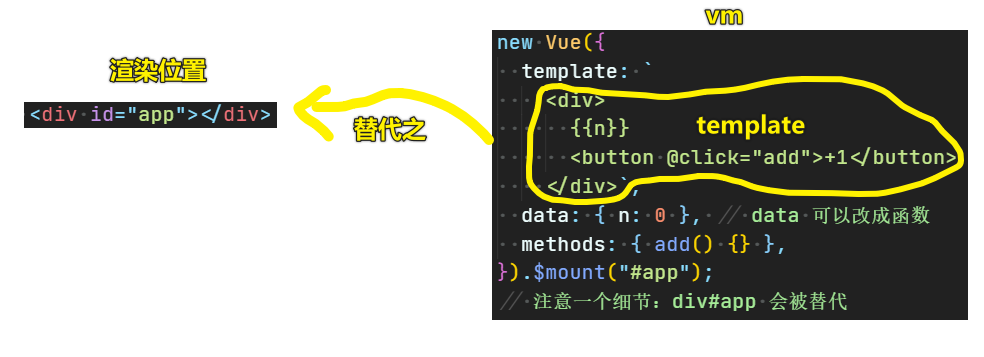 渲染位置
<div id="app"></div>
替代之
vm
new Vue({
template: `
<div>
{{n}}
template
<button @click="add">+1</button>
</div>`,
data: { n: 0 }, // data 可以改成函数
methods: { add() {} },
}).$mount("#app");
// 注意一个细节：div#app 会被替代